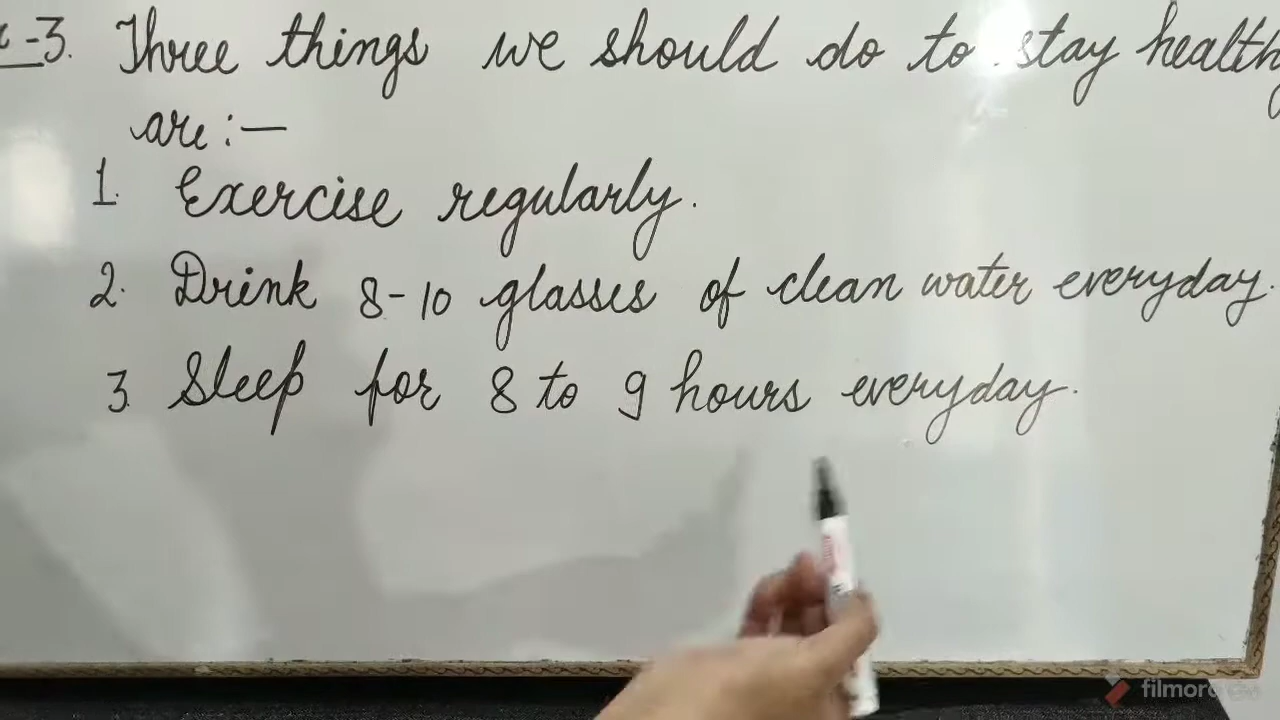 -3. Three things we should do to stay healthy
are :—
1. Exercise regularly.
2. Drink 8-10 glasses of clean water everyday.
3. Sleep for 8 to 9 hours everyday.
filmora